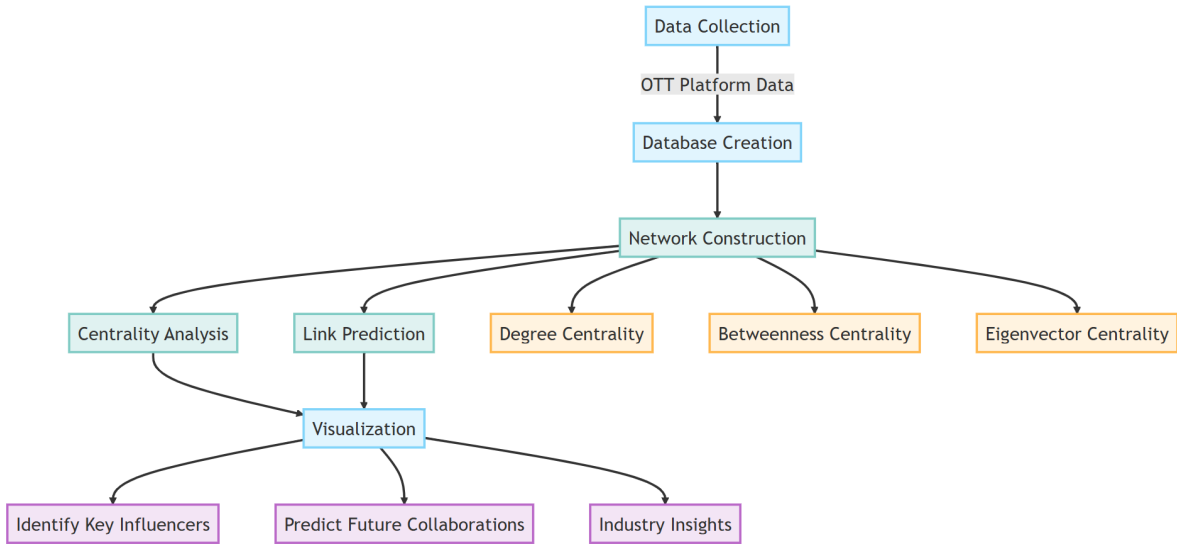 Data Collection
OTT Platform Data
Database Creation
Network Construction
Centrality Analysis
Link Prediction
Degree Centrality
Betweenness Centrality
Eigenvector Centrality
Visualization
Identify Key Influencers
Predict Future Collaborations
Industry Insights